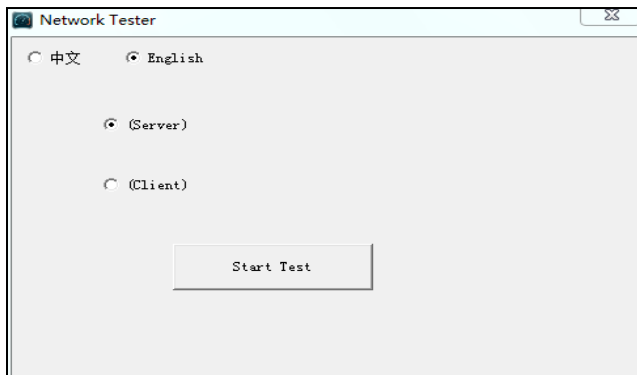 Network Tester
中文 English
(Server)
(Client)
Start Test